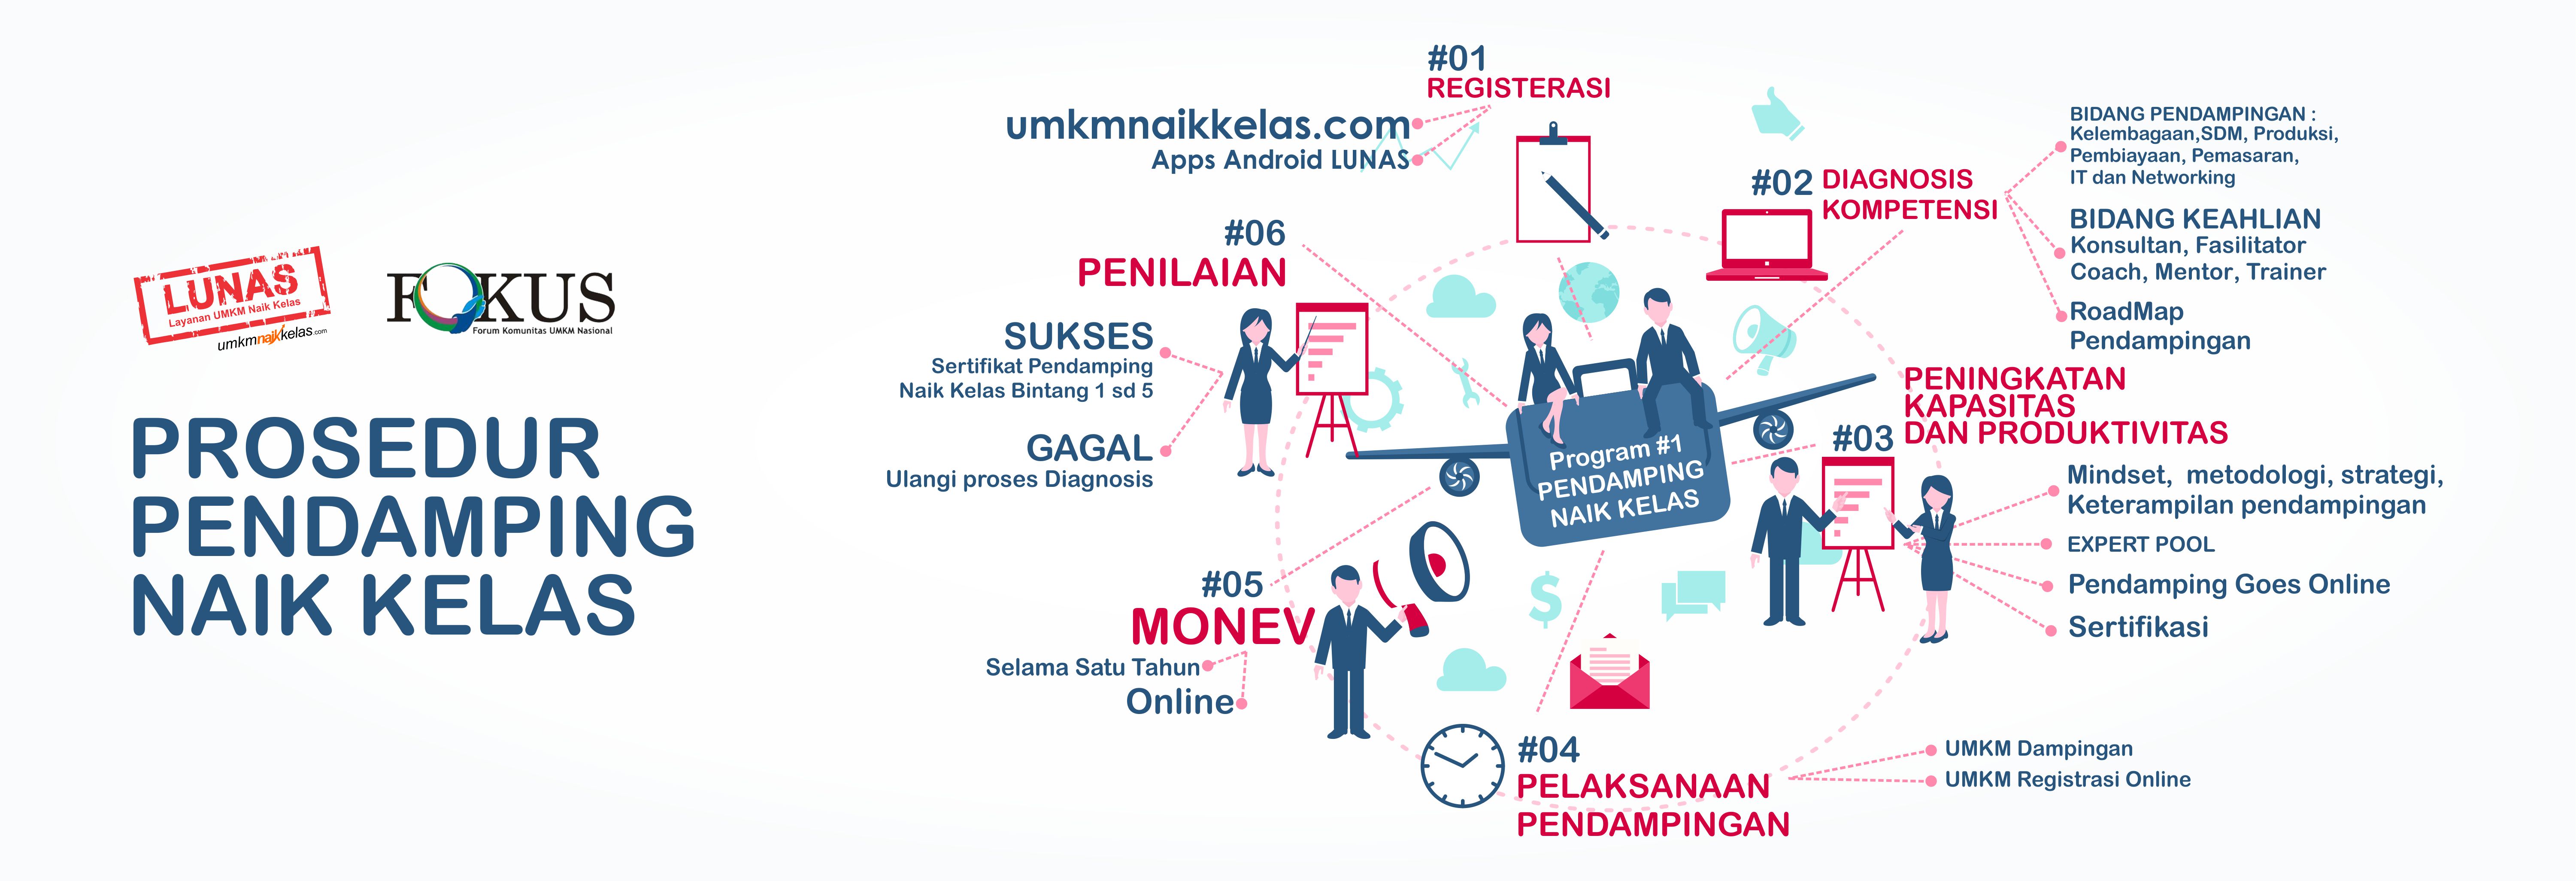 LUNAS
Layanan UMKM Naik Kelas
umkmnaikkelas.com
FOKUS
Forum Komunitas UMKM Nasional
PROSEDUR
PENDAMPING
NAIK KELAS
#01
REGISTERASI
umkmnaikkelas.com
Apps Android LUNAS
#02
DIAGNOSIS
KOMPETENSI
BIDANG PENDAMPINGAN :
Kelembagaan,SDM, Produksi,
Pembiayaan, Pemasaran,
IT dan Networking
BIDANG KEAHLIAN
Konsultan, Fasilitator
Coach, Mentor, Trainer
RoadMap
Pendampingan
#03
PENINGKATAN
KAPASITAS
DAN PRODUKTIVITAS
Mindset, metodologi, strategi,
Keterampilan pendampingan
EXPERT POOL
Pendamping Goes Online
Sertifikasi
#04
PELAKSANAAN
PENDAMPINGAN
UMKM Dampingan
UMKM Registrasi Online
#05
MONEV
Selama Satu Tahun
Online
#06
PENILAIAN
SUKSES
Sertifikat Pendamping
Naik Kelas Bintang 1 sd 5
GAGAL
Ulangi proses Diagnosis
Program #1
PENDAMPING
NAIK KELAS